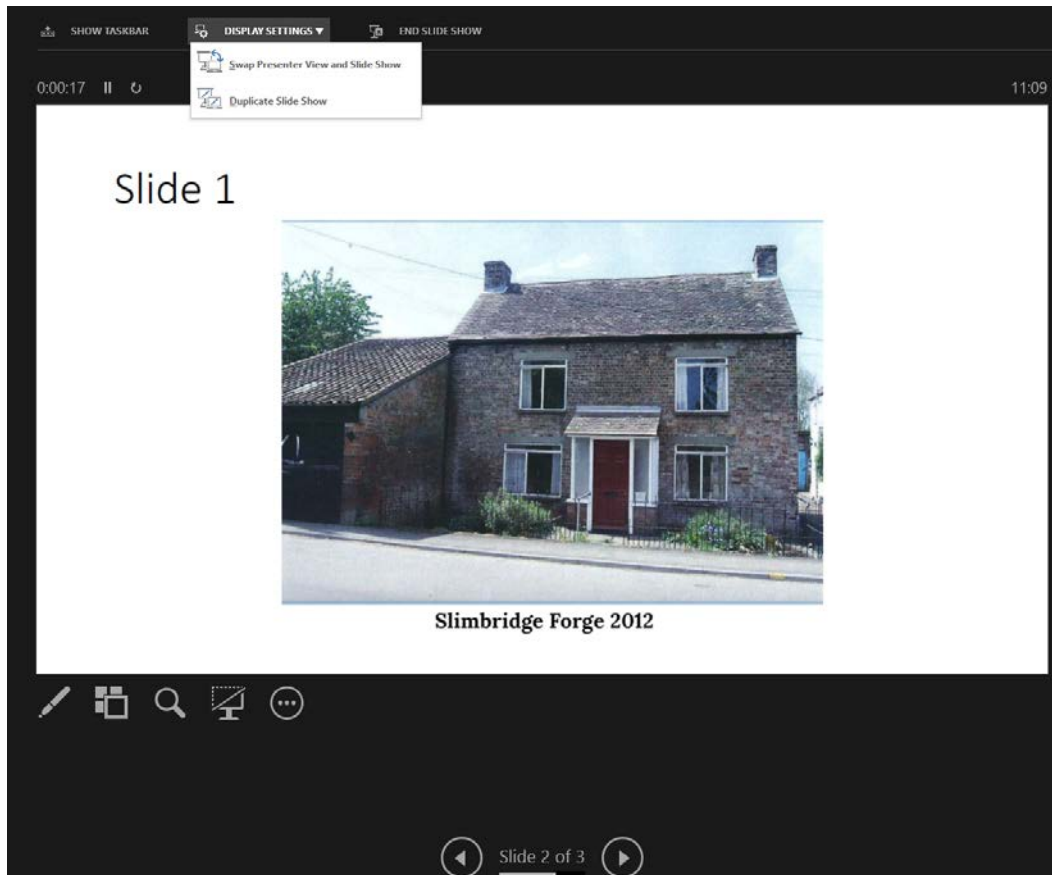 SHOW TASKBAR DISPLAY SETTINGS ▼ END SLIDE SHOW
Swap Presenter View and Slide Show
Duplicate Slide Show
0:00:17 11:09
Slide 1
Slimbridge Forge 2012
Slide 2 of 3